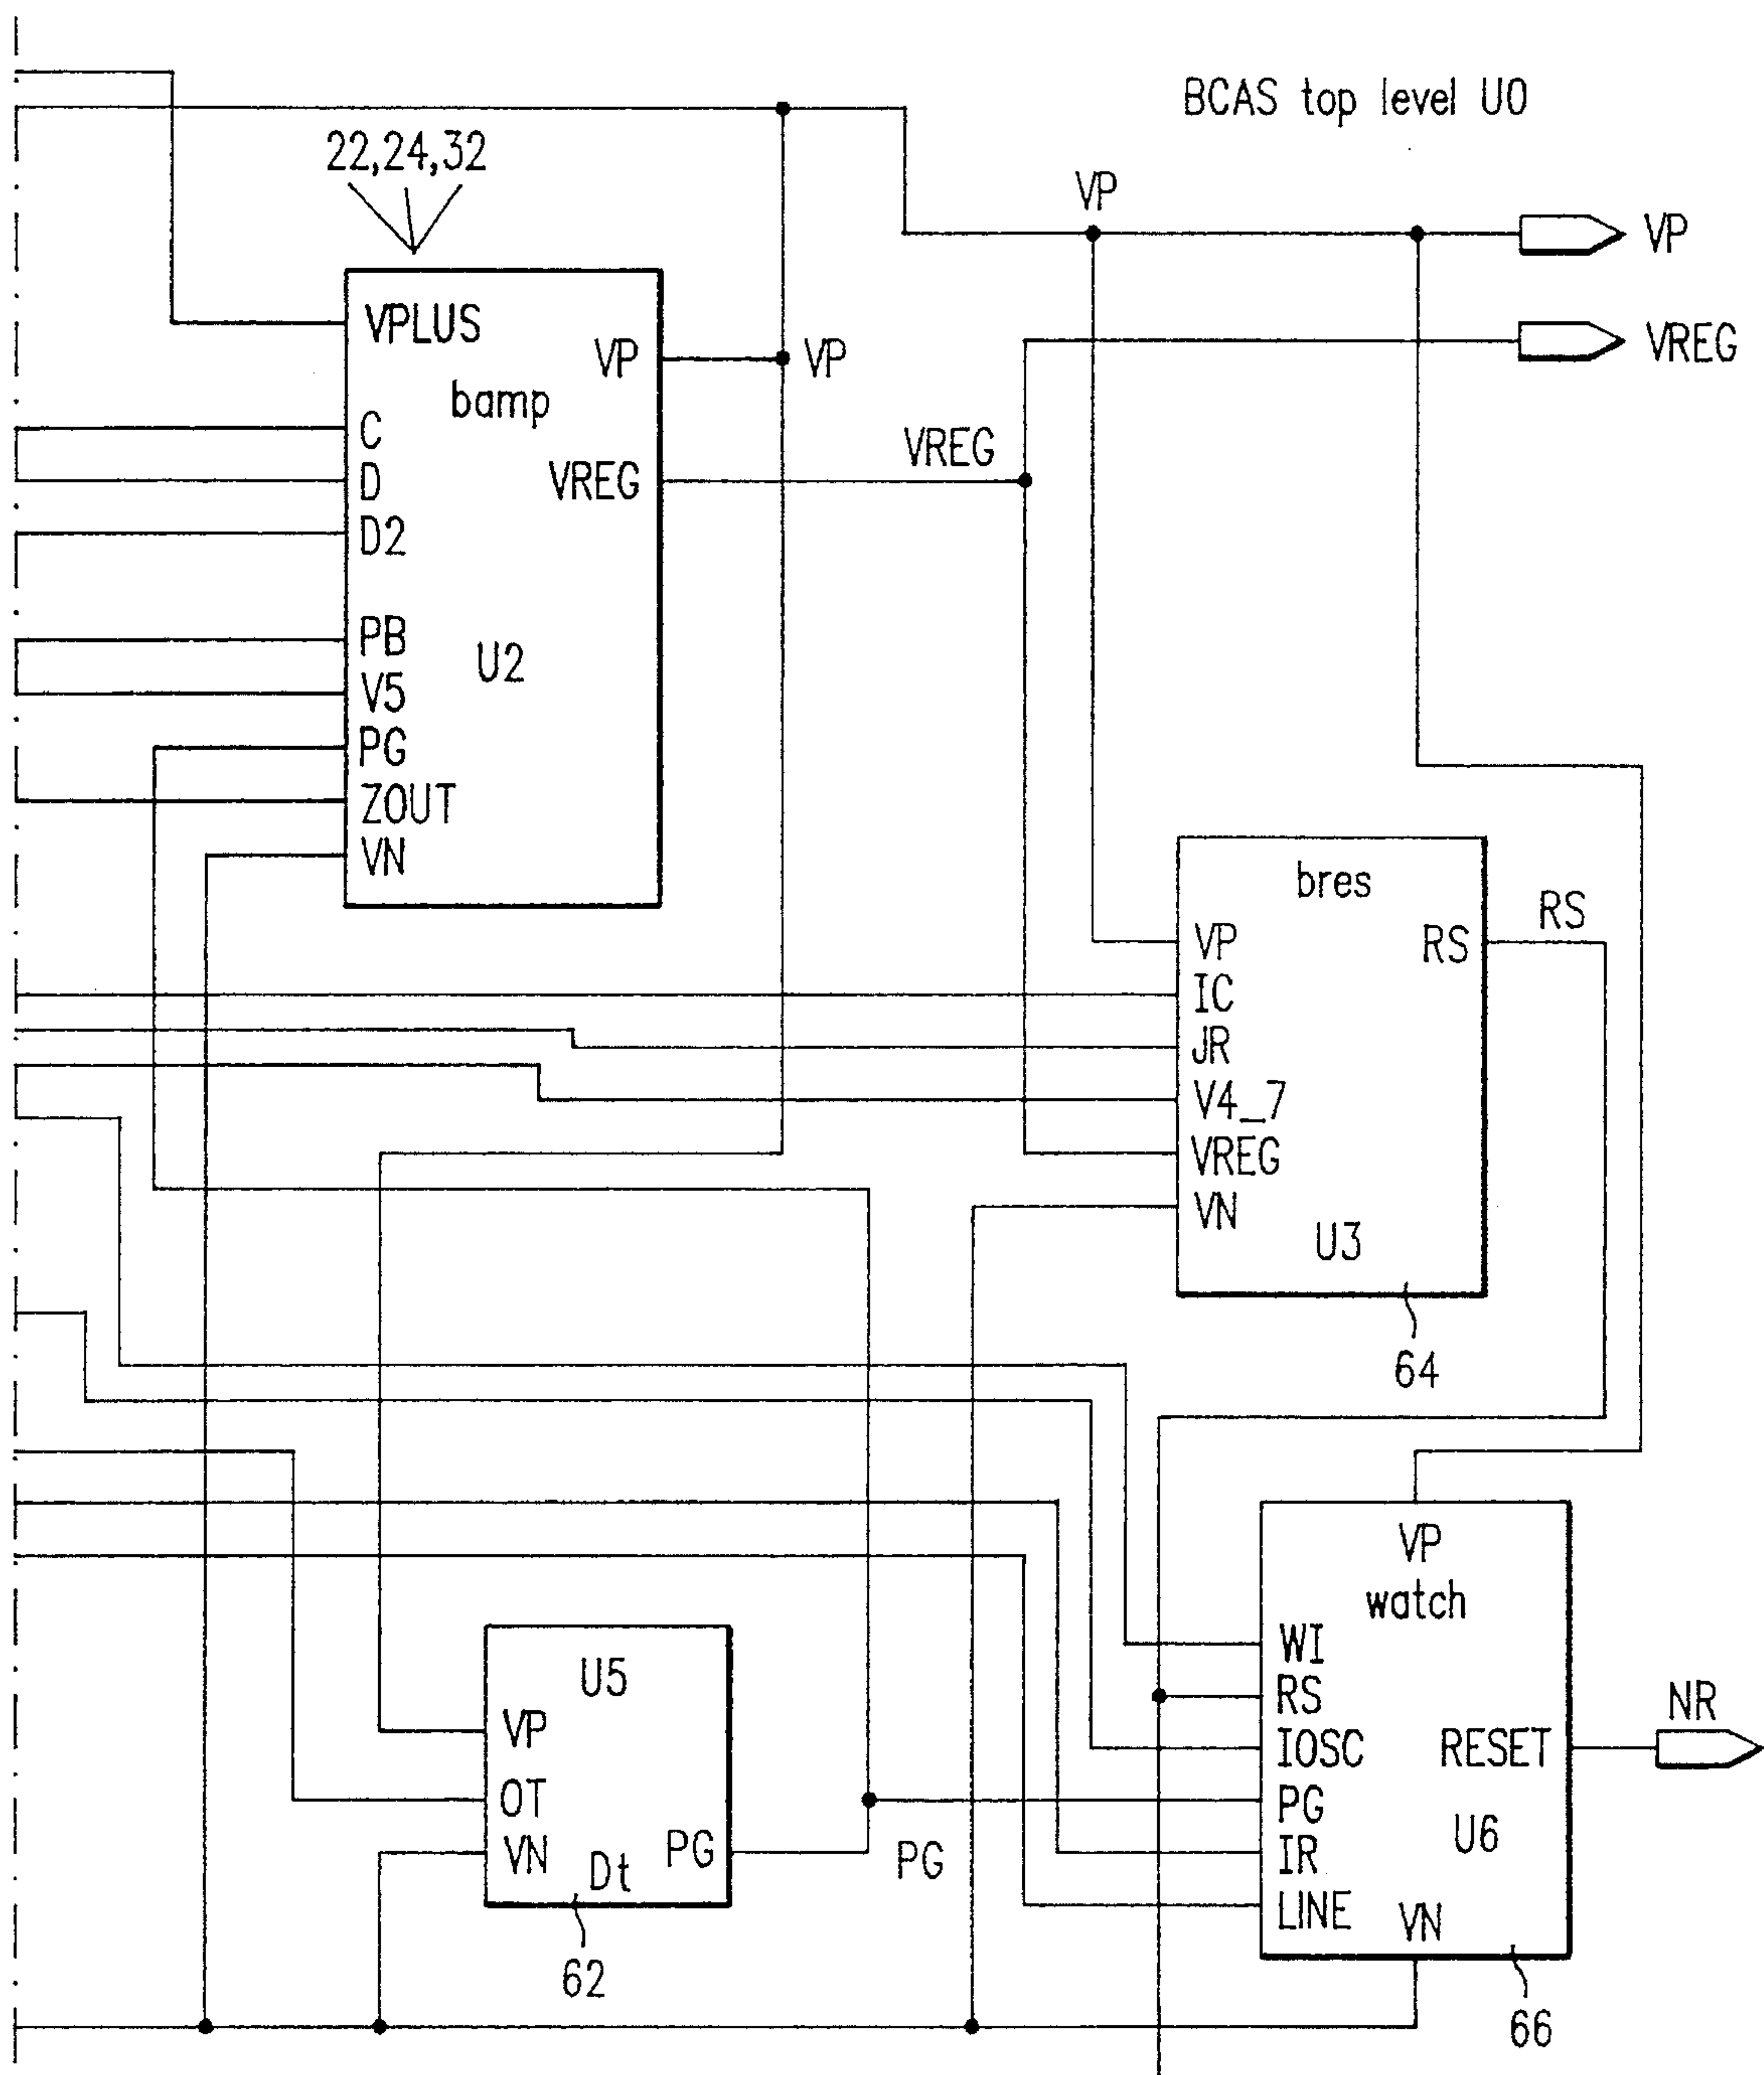 BCAS top level U0
22,24,32
VP
VP
VREG
VPLUS
VP
VP
bamp
C
VREG
VREG
D
D2
PB
U2
V5
PG
ZOUT
VN
bres
RS
VP
RS
IC
JR
V4_7
VREG
VN
U3
64
VP
watch
WI
RS
IOSC
RESET
NR
PG
U6
IR
LINE
VN
66
U5
VP
OT
VN
PG
PG
Dt
62